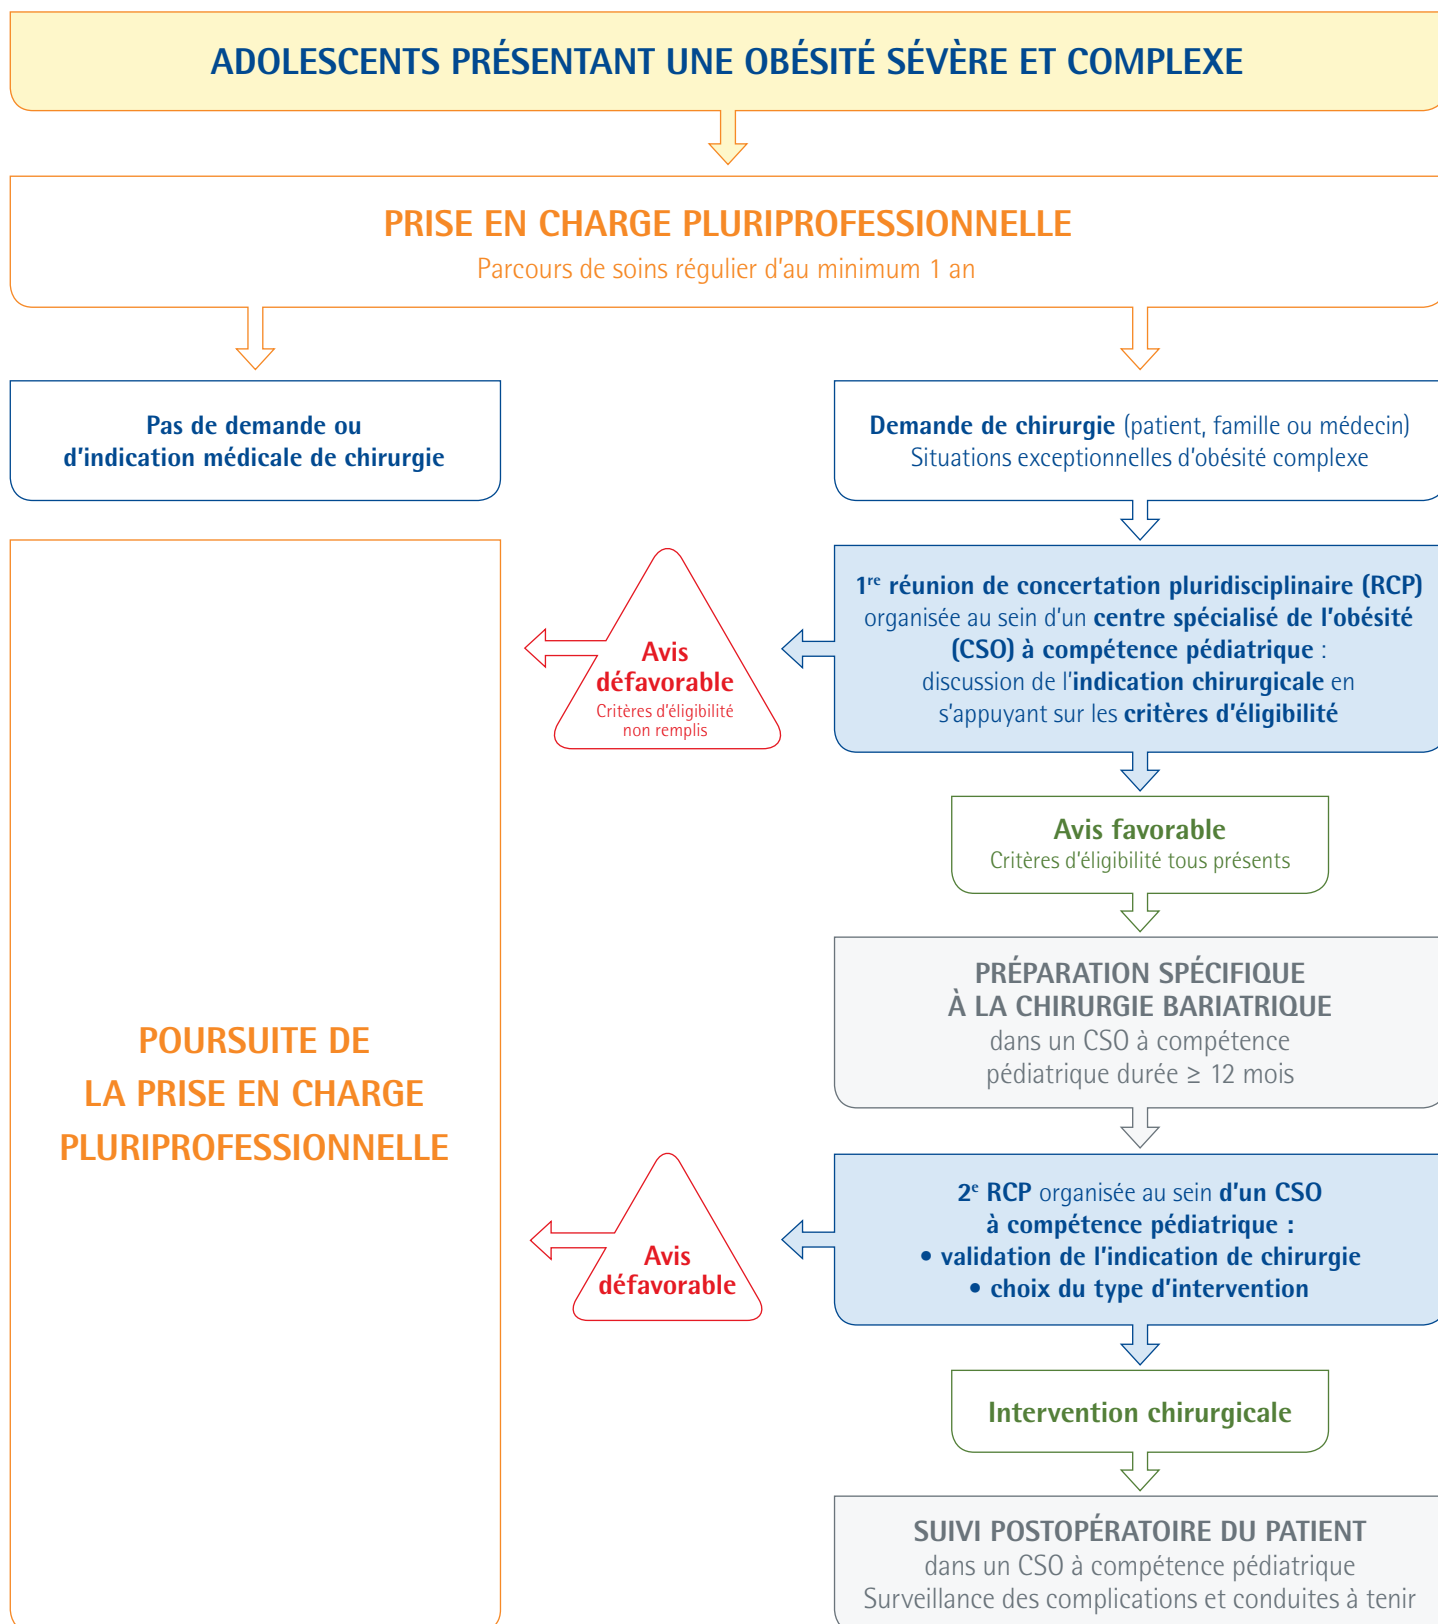 ADOLESCENTS PRÉSENTANT UNE OBÉSITÉ SÉVÈRE ET COMPLEXE
PRISE EN CHARGE PLURIPROFESSIONNELLE
Parcours de soins régulier d'au minimum 1 an
Pas de demande ou
d'indication médicale de chirurgie
Demande de chirurgie (patient, famille ou médecin)
Situations exceptionnelles d'obésité complexe
1re réunion de concertation pluridisciplinaire (RCP)
organisée au sein d'un centre spécialisé de l'obésité
(CSO) à compétence pédiatrique :
discussion de l'indication chirurgicale en
s'appuyant sur les critères d'éligibilité
Avis
défavorable
Critères d'éligibilité
non remplis
Avis favorable
Critères d'éligibilité tous présents
PRÉPARATION SPÉCIFIQUE
À LA CHIRURGIE BARIATRIQUE
dans un CSO à compétence
pédiatrique durée ≥ 12 mois
POURSUITE DE
LA PRISE EN CHARGE
PLURIPROFESSIONNELLE
2e RCP organisée au sein d'un CSO
à compétence pédiatrique :
• validation de l'indication de chirurgie
• choix du type d'intervention
Avis
défavorable
Intervention chirurgicale
SUIVI POSTOPÉRATOIRE DU PATIENT
dans un CSO à compétence pédiatrique
Surveillance des complications et conduites à tenir